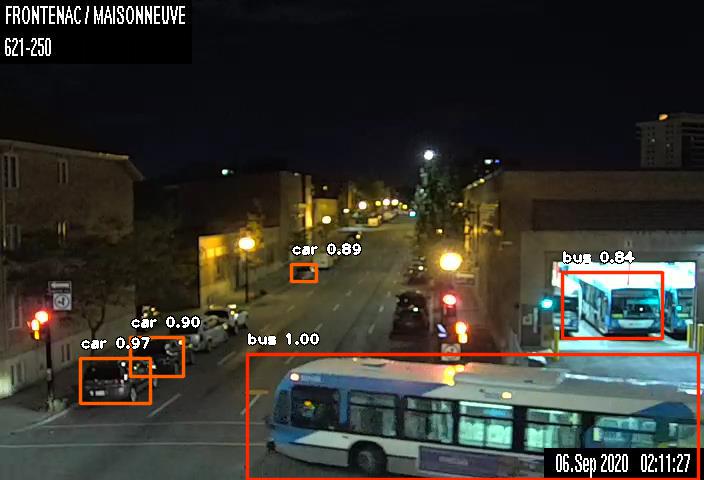 FRONTENAC / MAISONNEUVE
621-250
car 0.89
bus 0.84
car 0.90
car 0.97
bus 1.00
06.Sep 2020 02:11:27